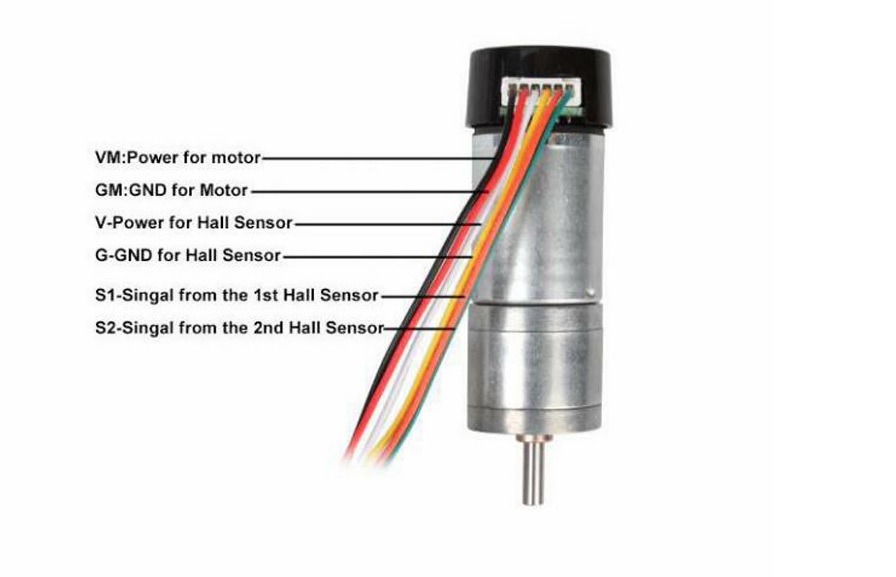 VM:Power for motor
GM:GND for Motor
V-Power for Hall Sensor
G-GND for Hall Sensor
S1-Singal from the 1st Hall Sensor
S2-Singal from the 2nd Hall Sensor